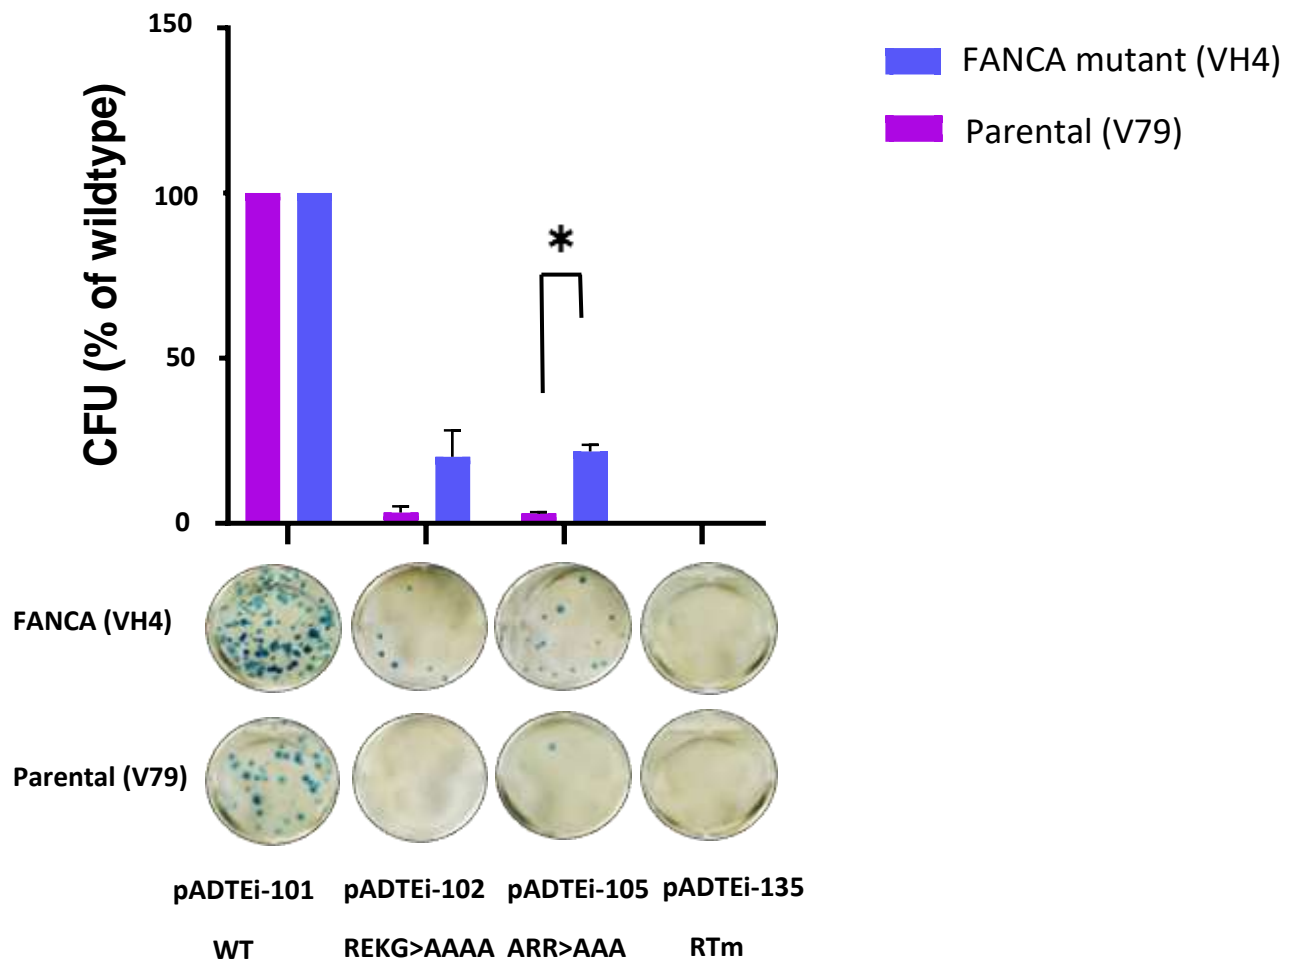 150
FANCA mutant (VH4)
Parental (V79)
CFU (% of wildtype)
100
*
50
0
FANCA (VH4)
Parental (V79)
pADTEi-101 pADTEi-102 pADTEi-105 pADTEi-135
WT REKG>AAAA ARR>AAA RTm